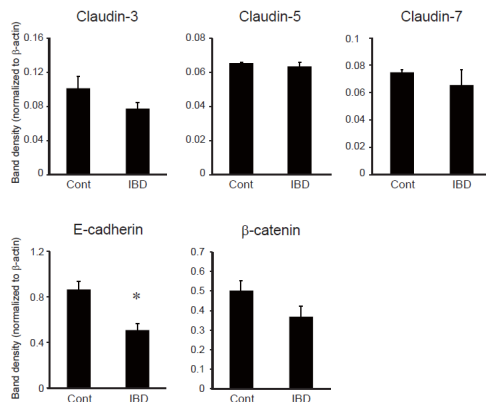 Claudin-3
Claudin-5
Claudin-7
Band density (normalized to β-actin)
0.16
0.12
0.08
0.04
0
Cont IBD
0.08
0.06
0.04
0.02
0
Cont IBD
0.1
0.08
0.06
0.04
0.02
0
Cont IBD
E-cadherin
β-catenin
Band density (normalized to β-actin)
1.2
0.8
0.4
0
*
Cont IBD
0.7
0.6
0.5
0.4
0.3
0.2
0.1
0
Cont IBD